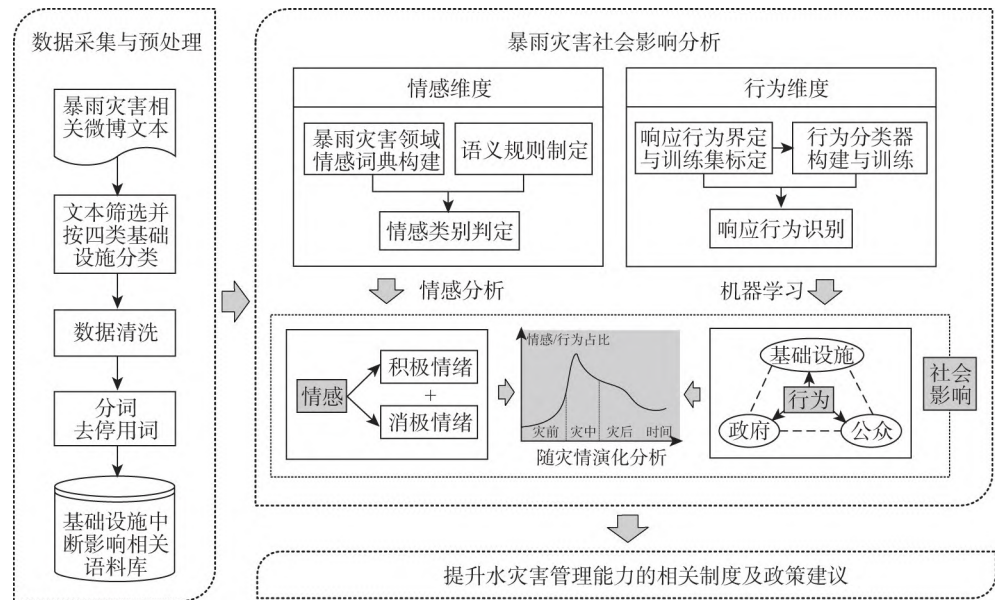 数据采集与预处理
暴雨灾害相
关微博文本
文本筛选并
按四类基础
设施分类
数据清洗
分词
去停用词
基础设施中
断影响相关
语料库
暴雨灾害社会影响分析
情感维度
暴雨灾害领域
情感词典构建
语义规则制定
情感类别判定
行为维度
响应行为界定
与训练集标定
行为分类器
构建与训练
响应行为识别
情感分析
机器学习
情感
积极情绪
+
消极情绪
情感/行为占比
灾前 灾中 灾后 时间
随灾情演化分析
基础设施
行为
政府
公众
社会
影响
提升水灾害管理能力的相关制度及政策建议